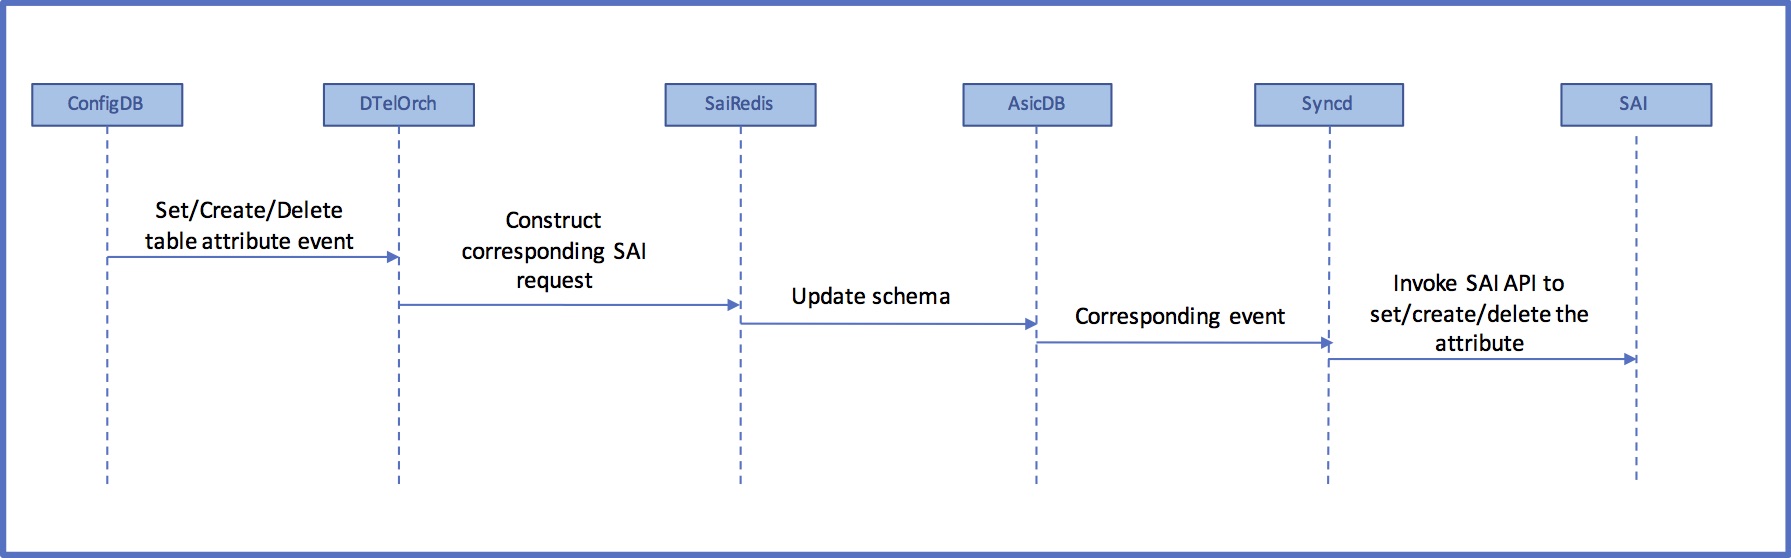 ConfigDB
DTelOrch
SaiRedis
AsicDB
Syncd
SAI
Set/Create/Delete
table attribute event
Construct
corresponding SAI
request
Update schema
Corresponding event
Invoke SAI API to
set/create/delete the
attribute